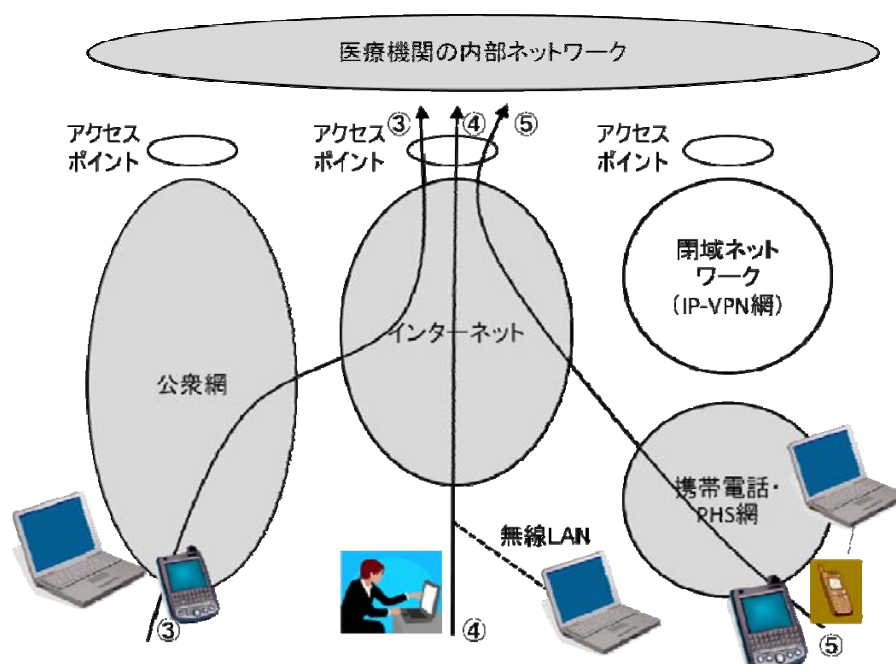 医療機関の内部ネットワーク
③
④
⑤
アクセス
ポイント
アクセス
ポイント
アクセス
ポイント
閉域ネット
ワーク
（IP-VPN網）
インターネット
公衆網
携帯電話・
PHS網
無線LAN
③
④
⑤